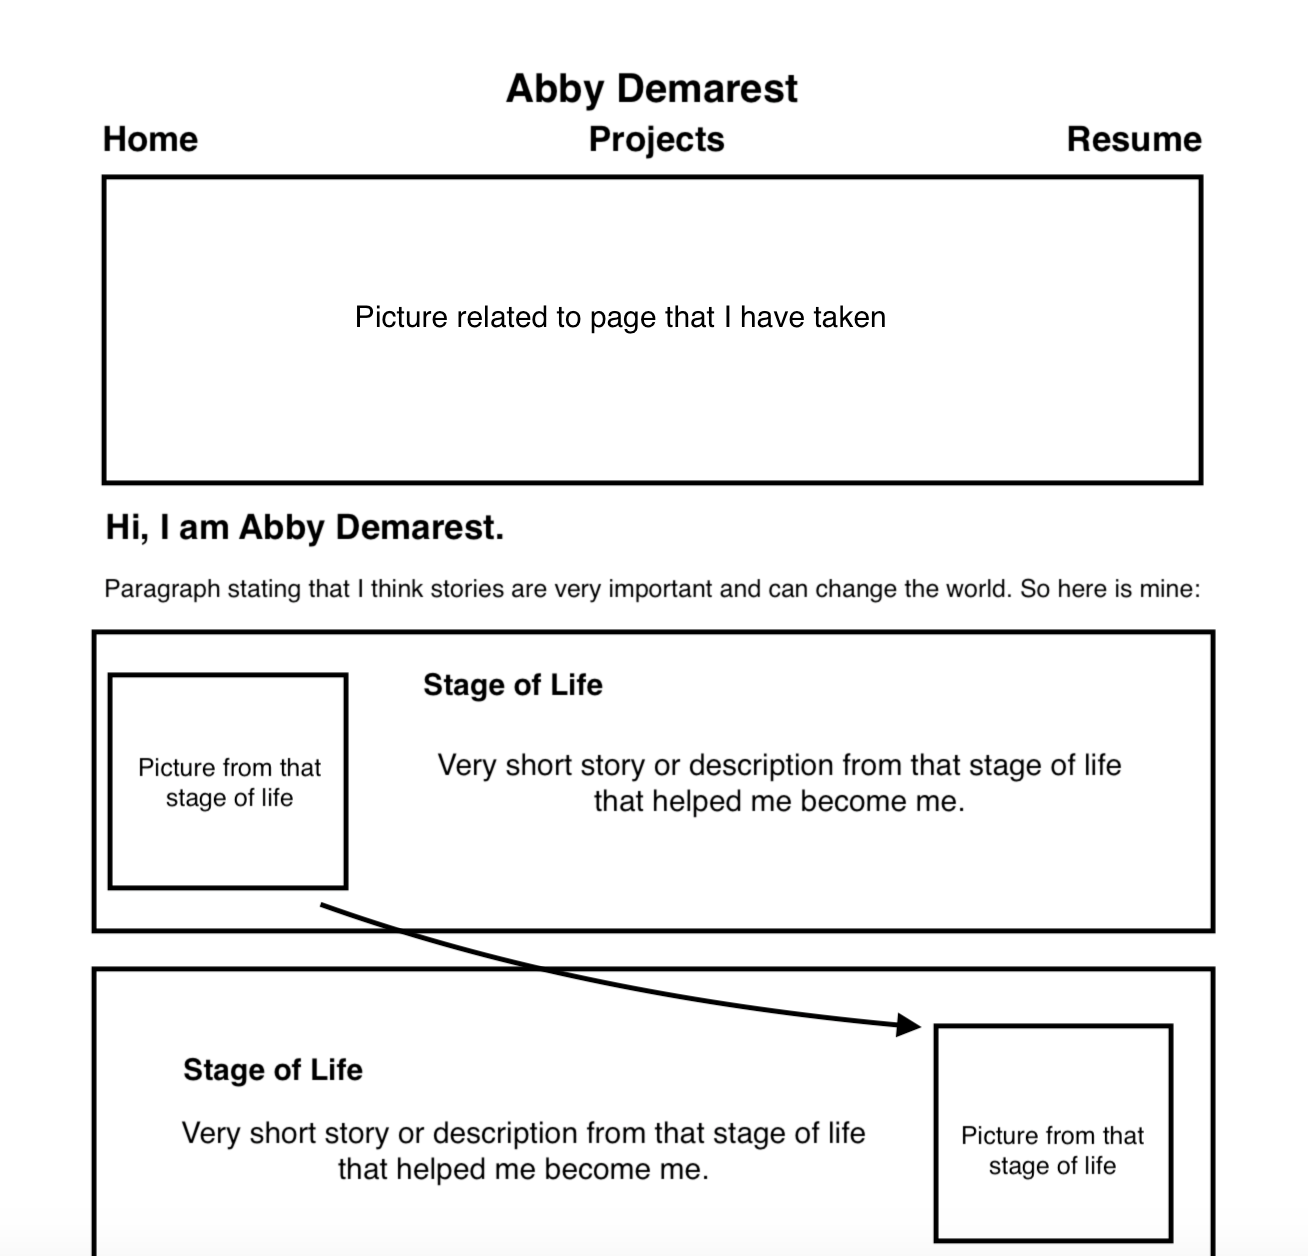 Abby Demarest
Home Projects Resume
Picture related to page that I have taken
Hi, I am Abby Demarest.
Paragraph stating that I think stories are very important and can change the world. So here is mine:
Stage of Life
Picture from that
stage of life
Very short story or description from that stage of life
that helped me become me.
Stage of Life
Very short story or description from that stage of life
that helped me become me.
Picture from that
stage of life